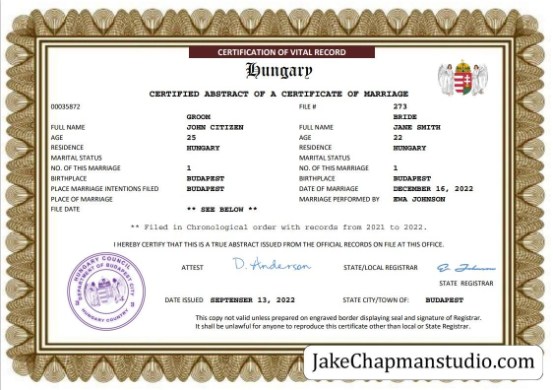 CERTIFICATION OF VITAL RECORD
Hungary
CERTIFIED ABSTRACT OF A CERTIFICATE OF MARRIAGE
00035872 FILE # 273
GROOM BRIDE
FULL NAME JOHN CITIZEN FULL NAME JANE SMITH
AGE 25 AGE 22
RESIDENCE HUNGARY RESIDENCE HUNGARY
MARITAL STATUS MARITAL STATUS
NO. OF THIS MARRIAGE 1 NO. OF THIS MARRIAGE 1
BIRTHPLACE BUDAPEST BIRTHPLACE BUDAPEST
PLACE MARRIAGE INTENTIONS FILED BUDAPEST DATE OF MARRIAGE DECEMBER 16, 2022
PLACE OF MARRIAGE MARRIAGE PERFORMED BY EWA JOHNSON
FILE DATE ** SEE BELOW **
** Filed in Chronological order with records from 2021 to 2022.
I HEREBY CERTIFY THAT THIS IS A TRUE ABSTRACT ISSUED FROM THE OFFICIAL RECORDS ON FILE AT THIS OFFICE.
HUNGARY COUNCIL
DEPARTMENT OF BUDAPEST CITY
HUNGARY COUNTRY
ATTEST D. Anderson STATE/LOCAL REGISTRAR
STATE REGISTRAR
DATE ISSUED SEPTENSER 13, 2022 STATE CITY/TOWN OF: BUDAPEST
This copy not valid unless prepared on engraved border displaying seal and signature of Registrar.
It shall be unlawful for anyone to reproduce this certificate other local or State Registrar.
JakeChapmanstudio.com